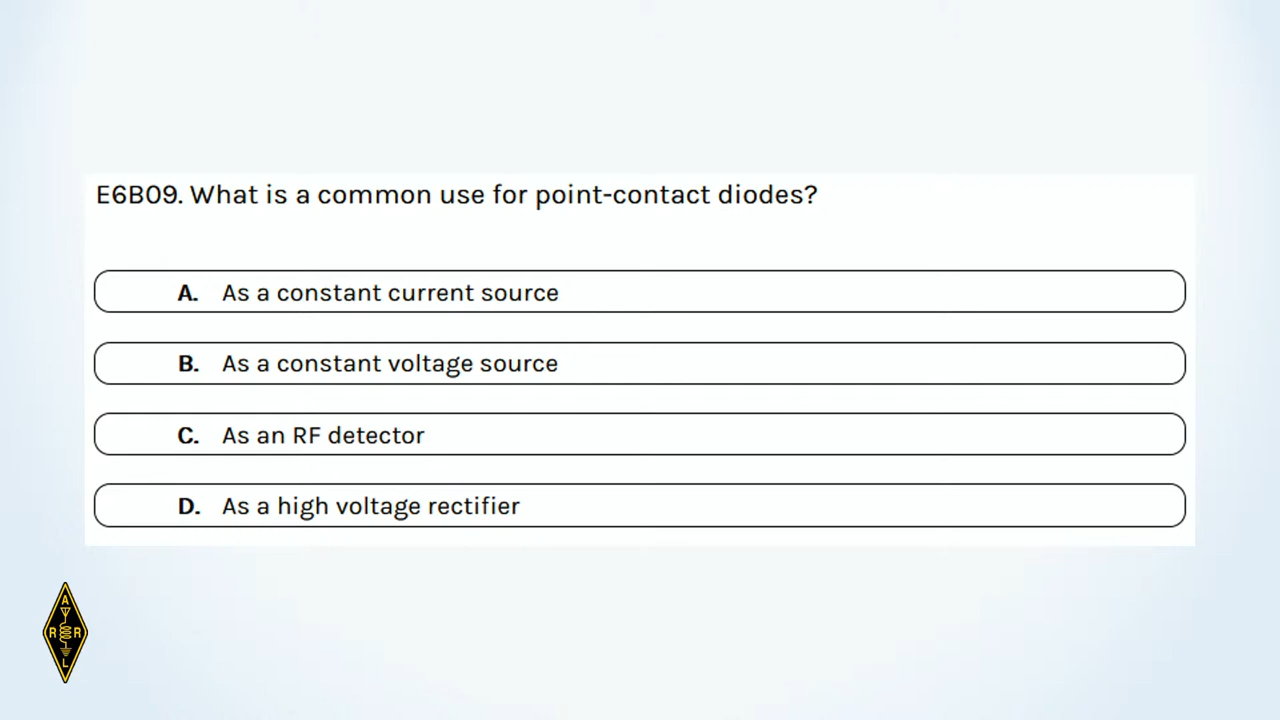 E6B09. What is a common use for point-contact diodes?
A. As a constant current source
B. As a constant voltage source
C. As an RF detector
D. As a high voltage rectifier
A
R R
L